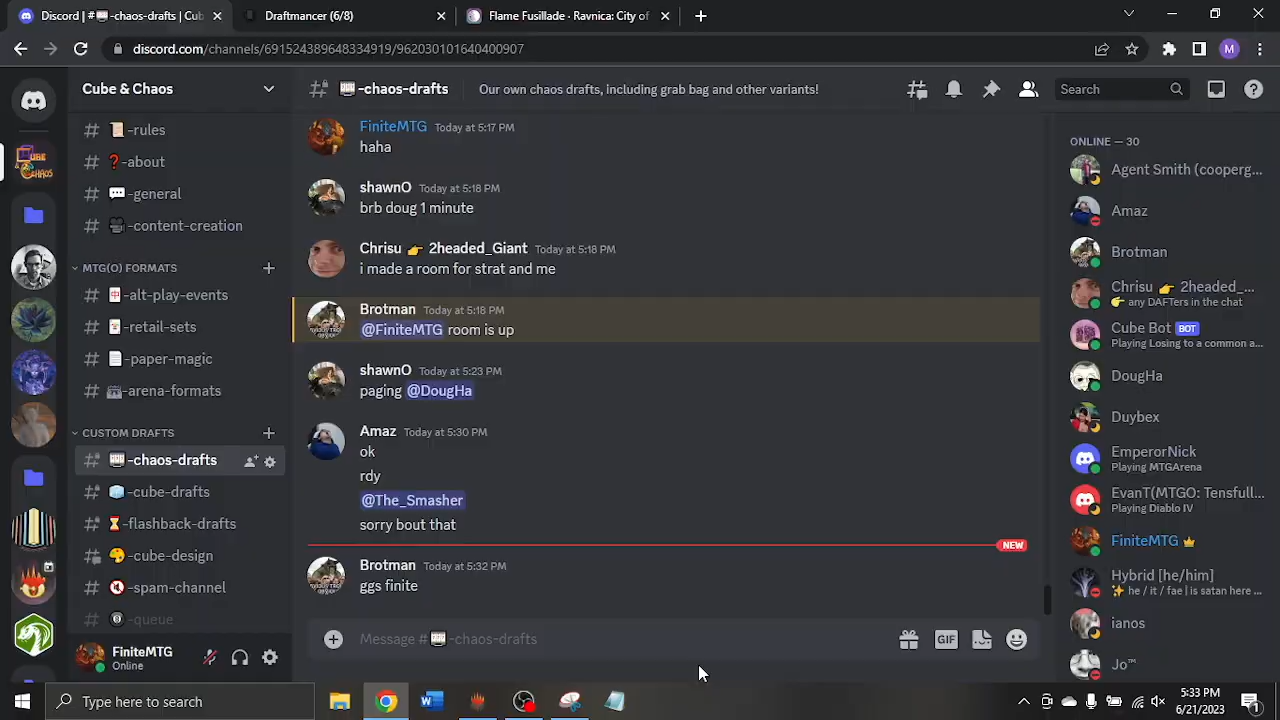 Discord | #-chaos-drafts | Cub
Draftmancer (6/8)
Flame Fusillade · Ravnica: City of
discord.com/channels/691524389648334919/962030101640400907
M
Cube & Chaos
-chaos-drafts
Our own chaos drafts, including grab bag and other variants!
Search
-rules
-about
-general
-content-creation
MTG(O) FORMATS
-alt-play-events
-retail-sets
-paper-magic
-arena-formats
CUSTOM DRAFTS
-chaos-drafts
-cube-drafts
-flashback-drafts
-cube-design
-spam-channel
-queue
FiniteMTG
Online
FiniteMTG Today at 5:17 PM
haha
shawnO Today at 5:18 PM
brb doug 1 minute
Chrisu 👉 2headed_Giant Today at 5:18 PM
i made a room for strat and me
Brotman Today at 5:18 PM
@FiniteMTG room is up
shawnO Today at 5:23 PM
paging @DougHa
Amaz Today at 5:30 PM
ok
rdy
@The_Smasher
sorry bout that
NEW
Brotman Today at 5:32 PM
ggs finite
Message #-chaos-drafts
GIF
ONLINE — 30
Agent Smith (cooperg...
Amaz
Brotman
Chrisu 👉 2headed_...
👉 any DAFTers in the chat
Cube Bot BOT
Playing Losing to a common a...
DougHa
Duybex
EmperorNick
Playing MTGArena
EvanT(MTGO: Tensfull...
Playing Diablo IV
FiniteMTG
Hybrid [he/him]
✨ he / it / fae | is satan here ...
ianos
Jo™
Type here to search
5:33 PM
6/21/2023
1